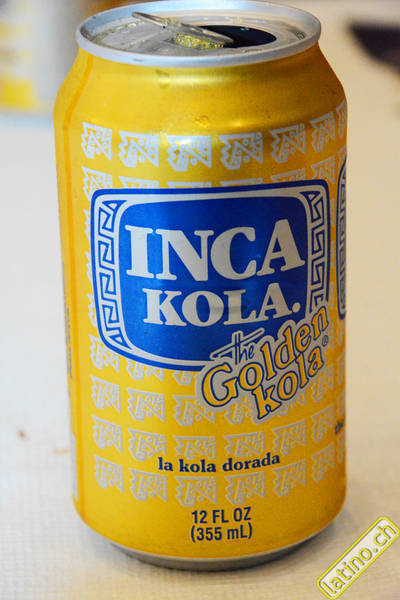 INCA
KOLA.
the
Golden
kola®
la kola dorada
12 FL OZ
(355 mL)
latino.ch